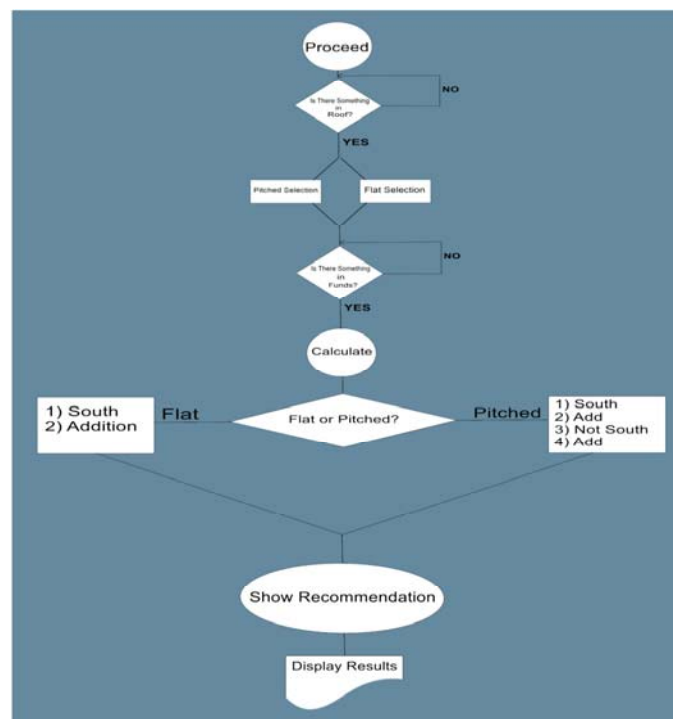 Proceed
NO
Is There Something
in
Roof?
YES
Pitched Selection
Flat Selection
NO
Is There Something
in
Funds?
YES
Calculate
1) South
2) Addition
Flat
Flat or Pitched?
Pitched
1) South
2) Add
3) Not South
4) Add
Show Recommendation
Display Results